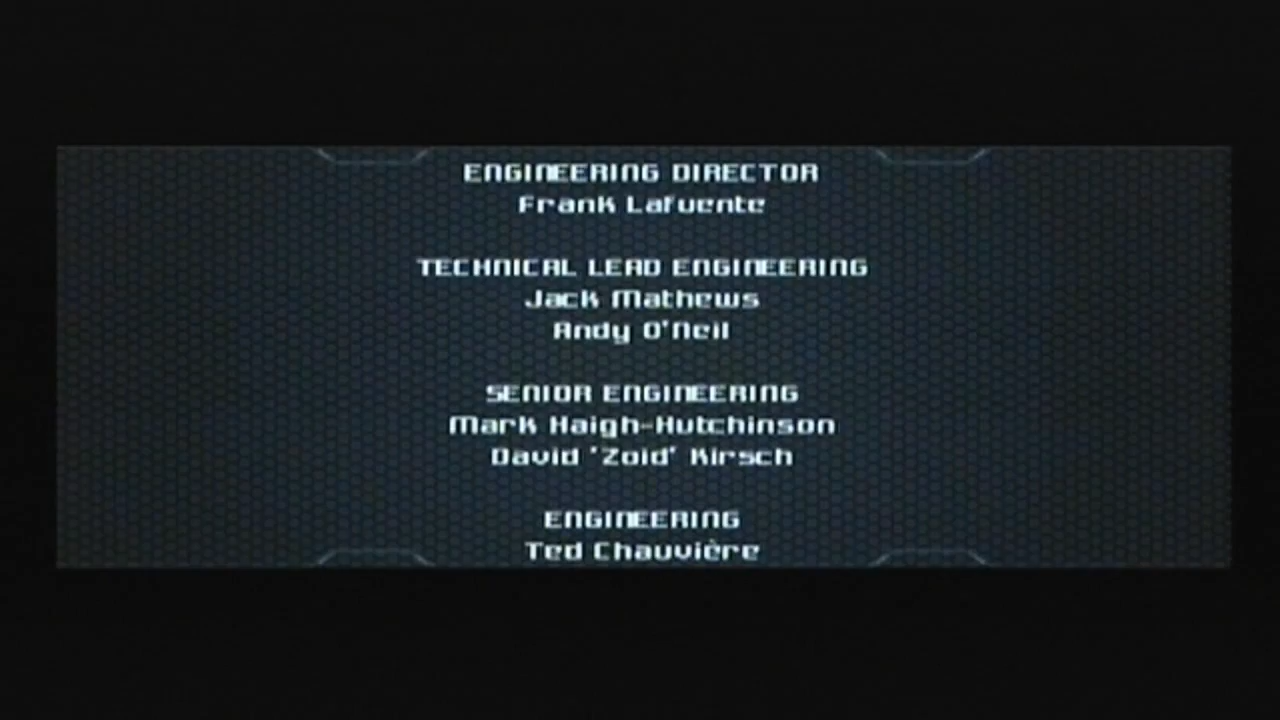 ENGINEERING DIRECTOR
Frank Lafuente
TECHNICAL LEAD ENGINEERING
Jack Mathews
Andy O'Neil
SENIOR ENGINEERING
Mark Haigh-Hutchinson
David 'Zoid' Kirsch
ENGINEERING
Ted Chauvière